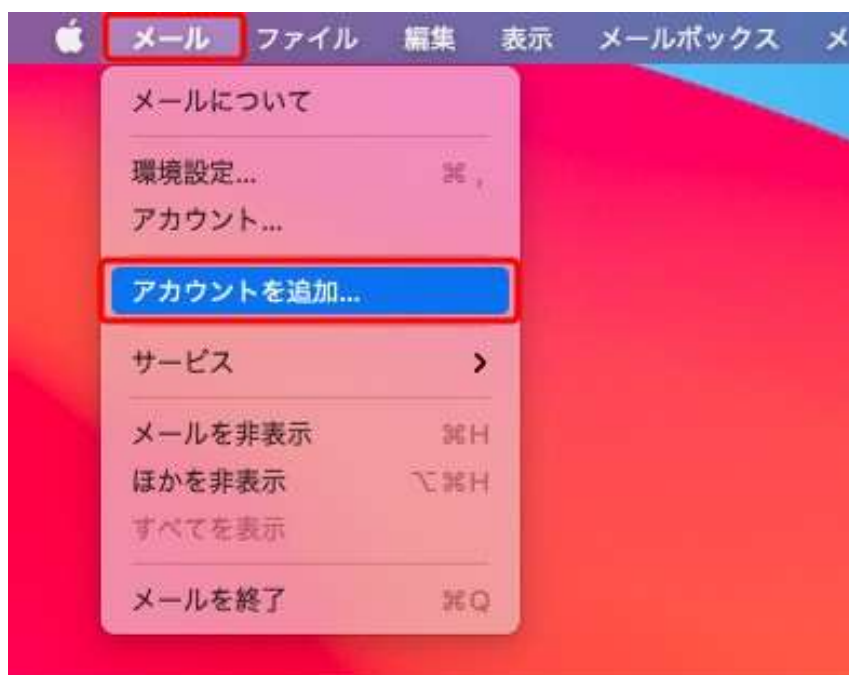 メール ファイル 編集 表示 メールボックス メ
メールについて
環境設定... ⌘ ,
アカウント...
アカウントを追加...
サービス >
メールを非表示 ⌘H
ほかを非表示 ⌥⌘H
すべてを表示
メールを終了 ⌘Q